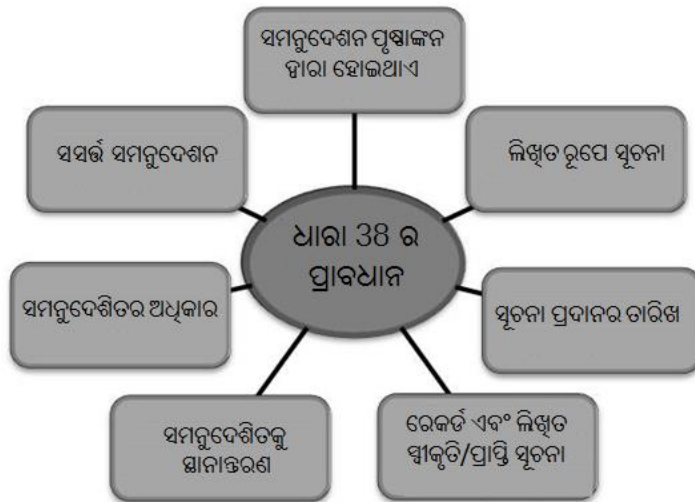 ସମନୁଦେଶନ ପୃଷ୍ଠାଙ୍କନ
ଦ୍ୱାରା ହୋଇଥାଏ
ସସର୍ତ୍ତ ସମନୁଦେଶନ
ଲିଖିତ ରୂପେ ସୂଚନା
ଧାରା 38 ର
ପ୍ରାବଧାନ
ସମନୁଦେଶିତର ଅଧିକାର
ସୂଚନା ପ୍ରଦାନର ତାରିଖ
ସମନୁଦେଶିତକୁ
ସ୍ଥାନାନ୍ତରଣ
ରେକର୍ଡ ଏବଂ ଲିଖିତ
ସ୍ୱୀକୃତି/ପ୍ରାପ୍ତି ସୂଚନା